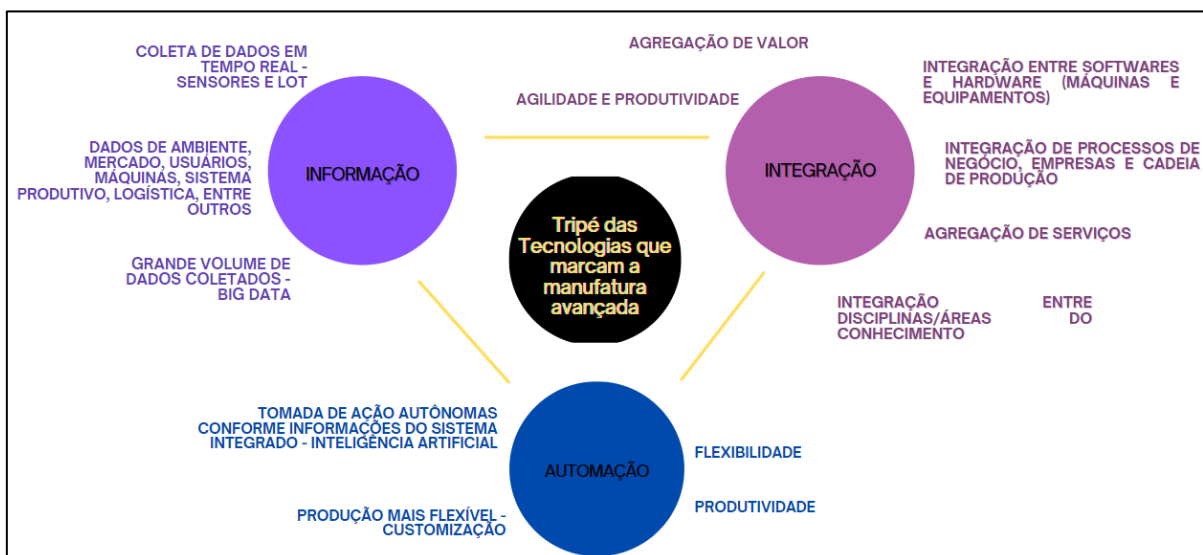 COLETA DE DADOS EM
TEMPO REAL -
SENSORES E LOT
DADOS DE AMBIENTE,
MERCADO, USUÁRIOS,
MÁQUINAS, SISTEMA
PRODUTIVO, LOGÍSTICA, ENTRE
OUTROS
GRANDE VOLUME DE
DADOS COLETADOS -
BIG DATA
INFORMAÇÃO
AGREGAÇÃO DE VALOR
AGILIDADE E PRODUTIVIDADE
Tripé das
Tecnologias que
marcam a
manufatura
avançada
INTEGRAÇÃO
INTEGRAÇÃO ENTRE SOFTWARES
E HARDWARE (MÁQUINAS E
EQUIPAMENTOS)
INTEGRAÇÃO DE PROCESSOS DE
NEGÓCIO, EMPRESAS E CADEIA
DE PRODUÇÃO
AGREGAÇÃO DE SERVIÇOS
INTEGRAÇÃO ENTRE
DISCIPLINAS/ÁREAS DO
CONHECIMENTO
TOMADA DE AÇÃO AUTÔNOMAS
CONFORME INFORMAÇÕES DO SISTEMA
INTEGRADO - INTELIGÊNCIA ARTIFICIAL
PRODUÇÃO MAIS FLEXÍVEL -
CUSTOMIZAÇÃO
AUTOMAÇÃO
FLEXIBILIDADE
PRODUTIVIDADE